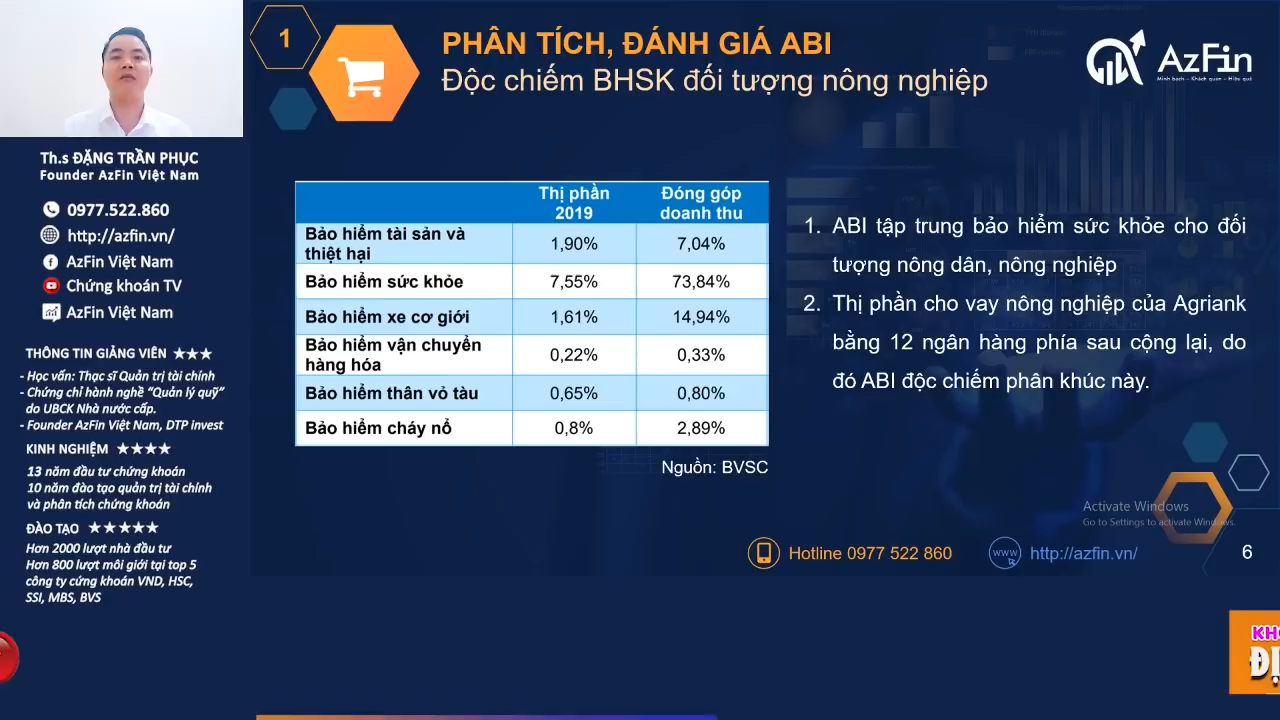 1
PHÂN TÍCH, ĐÁNH GIÁ ABI
Độc chiếm BHSK đối tượng nông nghiệp
AzFin
Minh bạch - Khách quan - Hiệu quả
Th.s ĐẶNG TRẦN PHỤC
Founder AzFin Việt Nam
0977.522.860
http://azfin.vn/
AzFin Việt Nam
Chứng khoán TV
AzFin Việt Nam
THÔNG TIN GIẢNG VIÊN ★★★
- Học vấn: Thạc sĩ Quản trị tài chính
- Chứng chỉ hành nghề “Quản lý quỹ”
do UBCK Nhà nước cấp.
- Founder AzFin Việt Nam, DTP invest
KINH NGHIỆM ★★★★
13 năm đầu tư chứng khoán
10 năm đào tạo quản trị tài chính
và phân tích chứng khoán
ĐÀO TẠO ★★★★★
Hơn 2000 lượt nhà đầu tư
Hơn 800 lượt môi giới tại top 5
công ty cứng khoán VND, HSC,
SSI, MBS, BVS
Thị phần Đóng góp
2019 doanh thu
Bảo hiểm tài sản và
thiệt hại 1,90% 7,04%
Bảo hiểm sức khỏe 7,55% 73,84%
Bảo hiểm xe cơ giới 1,61% 14,94%
Bảo hiểm vận chuyển
hàng hóa 0,22% 0,33%
Bảo hiểm thân vỏ tàu 0,65% 0,80%
Bảo hiểm cháy nổ 0,8% 2,89%
Nguồn: BVSC
1. ABI tập trung bảo hiểm sức khỏe cho đối
tượng nông dân, nông nghiệp
2. Thị phần cho vay nông nghiệp của Agriank
bằng 12 ngân hàng phía sau cộng lại, do
đó ABI độc chiếm phân khúc này.
Activate Windows
Go to Settings to activate Windows.
Hotline 0977 522 860
www
http://azfin.vn/
6